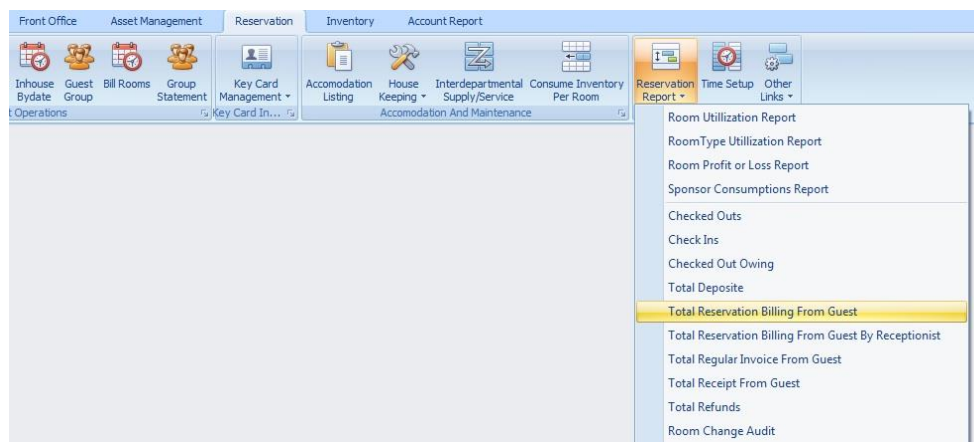 Front Office
Asset Management
Reservation
Inventory
Account Report
Inhouse
Bydate
Guest
Group
Bill Rooms
Group
Statement
Key Card
Management
Accomodation
Listing
House
Keeping
Interdepartmental
Supply/Service
Consume Inventory
Per Room
Reservation
Report
Time Setup
Other
Links
t Operations
Key Card In...
Accomodation And Maintenance
Room Utillization Report
RoomType Utillization Report
Room Profit or Loss Report
Sponsor Consumptions Report
Checked Outs
Check Ins
Checked Out Owing
Total Deposite
Total Reservation Billing From Guest
Total Reservation Billing From Guest By Receptionist
Total Regular Invoice From Guest
Total Receipt From Guest
Total Refunds
Room Change Audit